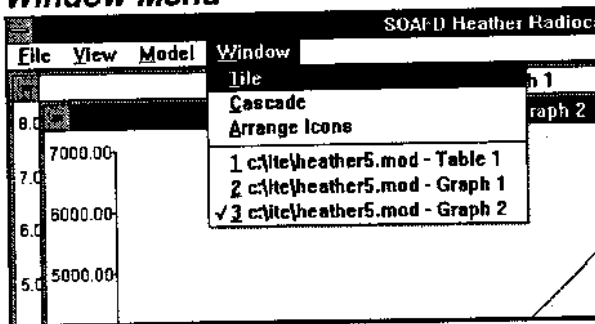 Window Menu
SOAFD Heather Radioca
File View Model Window
Tile
Cascade
Arrange Icons
1 c:\ite\heather5.mod - Table 1
2 c:\ite\heather5.mod - Graph 1
✓3 c:\ite\heather5.mod - Graph 2
h 1
raph 2
8.0
7.0
6.0
5.0
7000.00
6000.00
5000.00